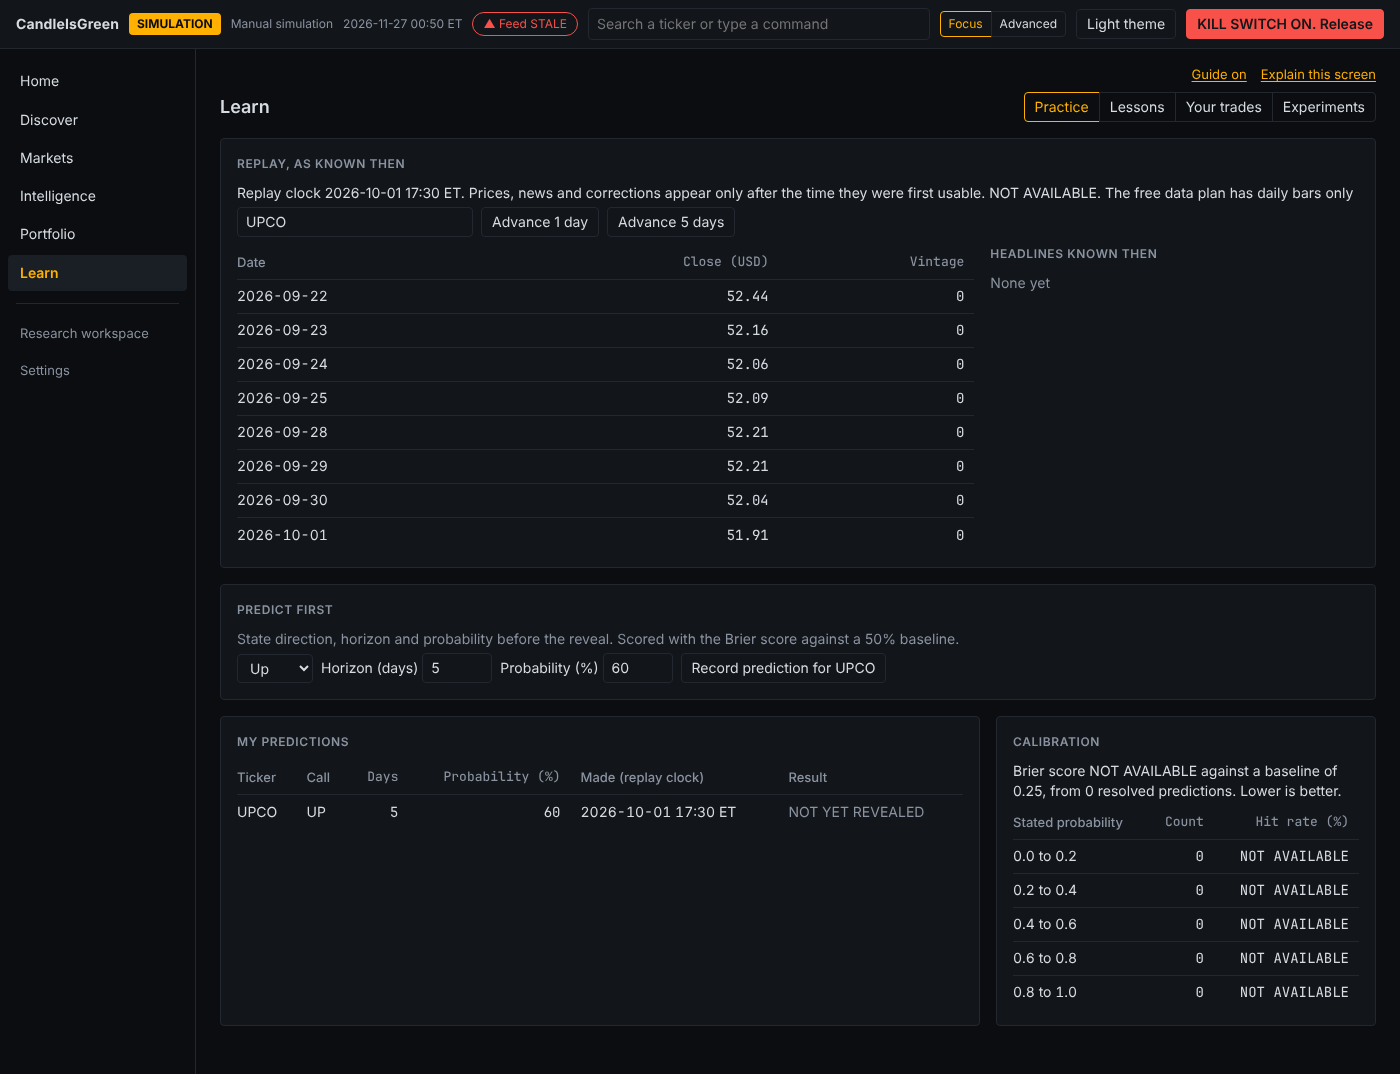 CandleIsGreen
SIMULATION
Manual simulation
2026-11-27 00:50 ET
▲ Feed STALE
Search a ticker or type a command
Focus
Advanced
Light theme
KILL SWITCH ON. Release
Home
Discover
Markets
Intelligence
Portfolio
Learn
Research workspace
Settings
Guide on
Explain this screen
Learn
Practice
Lessons
Your trades
Experiments
REPLAY, AS KNOWN THEN
Replay clock 2026-10-01 17:30 ET. Prices, news and corrections appear only after the time they were first usable. NOT AVAILABLE. The free data plan has daily bars only
UPCO
Advance 1 day
Advance 5 days
Date Close (USD) Vintage
2026-09-22 52.44 0
2026-09-23 52.16 0
2026-09-24 52.06 0
2026-09-25 52.09 0
2026-09-28 52.21 0
2026-09-29 52.21 0
2026-09-30 52.04 0
2026-10-01 51.91 0
HEADLINES KNOWN THEN
None yet
PREDICT FIRST
State direction, horizon and probability before the reveal. Scored with the Brier score against a 50% baseline.
Up Horizon (days) 5 Probability (%) 60 Record prediction for UPCO
MY PREDICTIONS
Ticker Call Days Probability (%) Made (replay clock) Result
UPCO UP 5 60 2026-10-01 17:30 ET NOT YET REVEALED
CALIBRATION
Brier score NOT AVAILABLE against a baseline of
0.25, from 0 resolved predictions. Lower is better.
Stated probability Count Hit rate (%)
0.0 to 0.2 0 NOT AVAILABLE
0.2 to 0.4 0 NOT AVAILABLE
0.4 to 0.6 0 NOT AVAILABLE
0.6 to 0.8 0 NOT AVAILABLE
0.8 to 1.0 0 NOT AVAILABLE